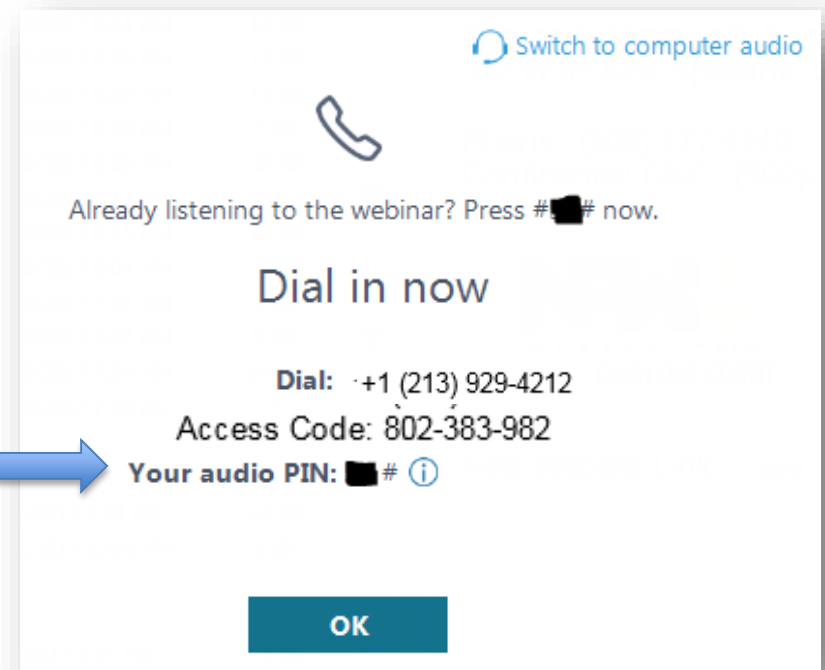 Switch to computer audio
Already listening to the webinar? Press ## now.
Dial in now
Dial: +1 (213) 929-4212
Access Code: 802-383-982
Your audio PIN: #
OK